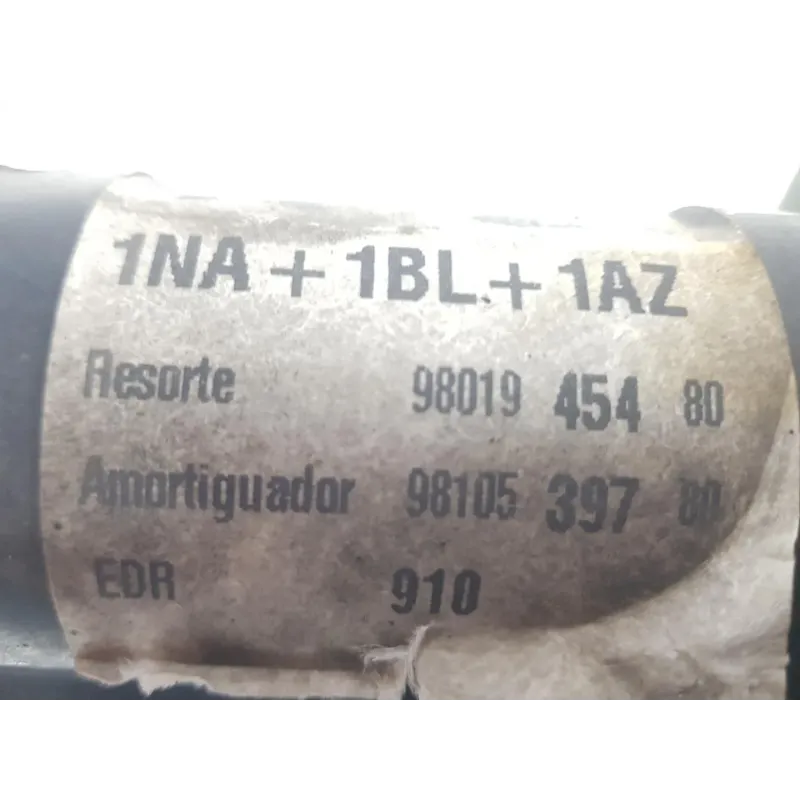 1NA + 1BL + 1AZ
Resorte 98019 454 80
Amortiguador 98105 397 80
EDR 910